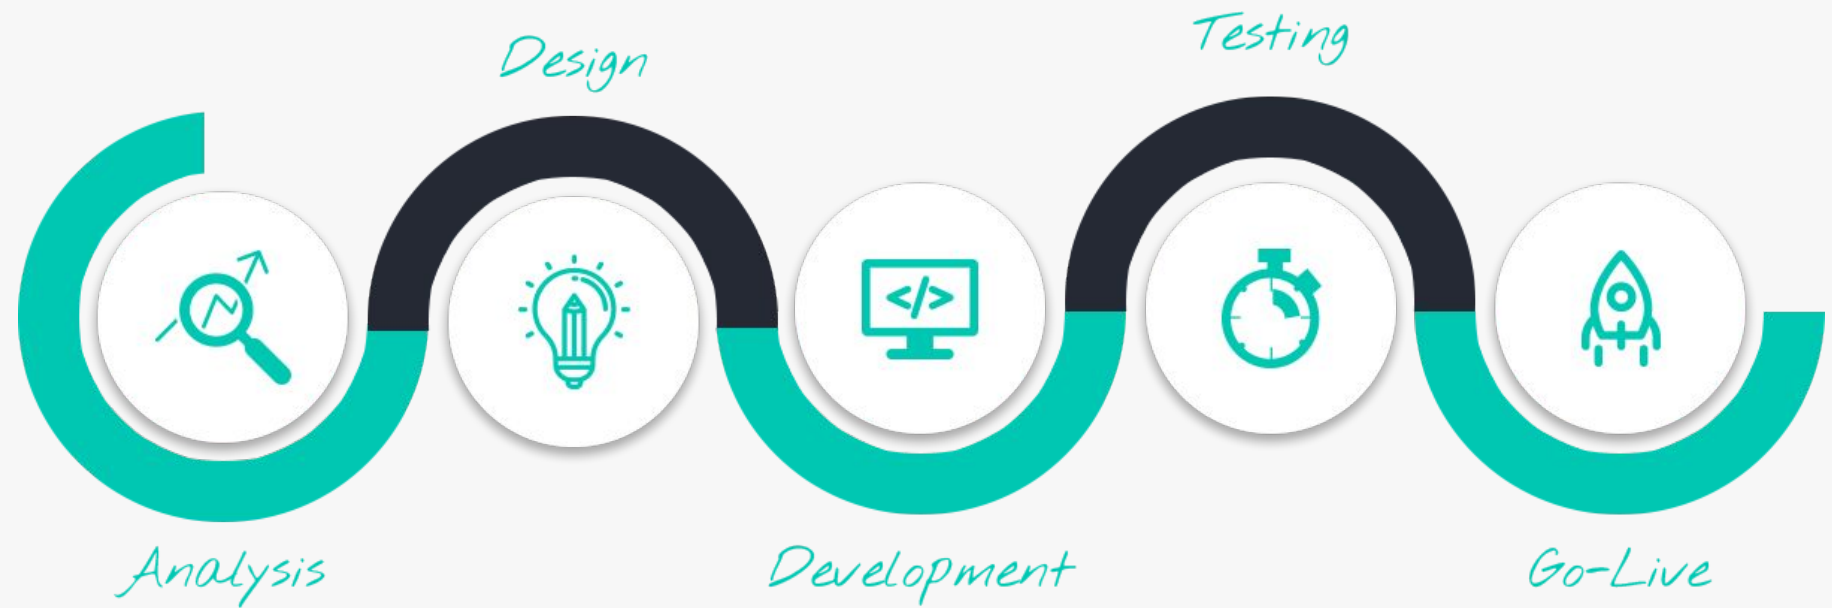 Analysis
Design
</>
Development
Testing
Go-Live